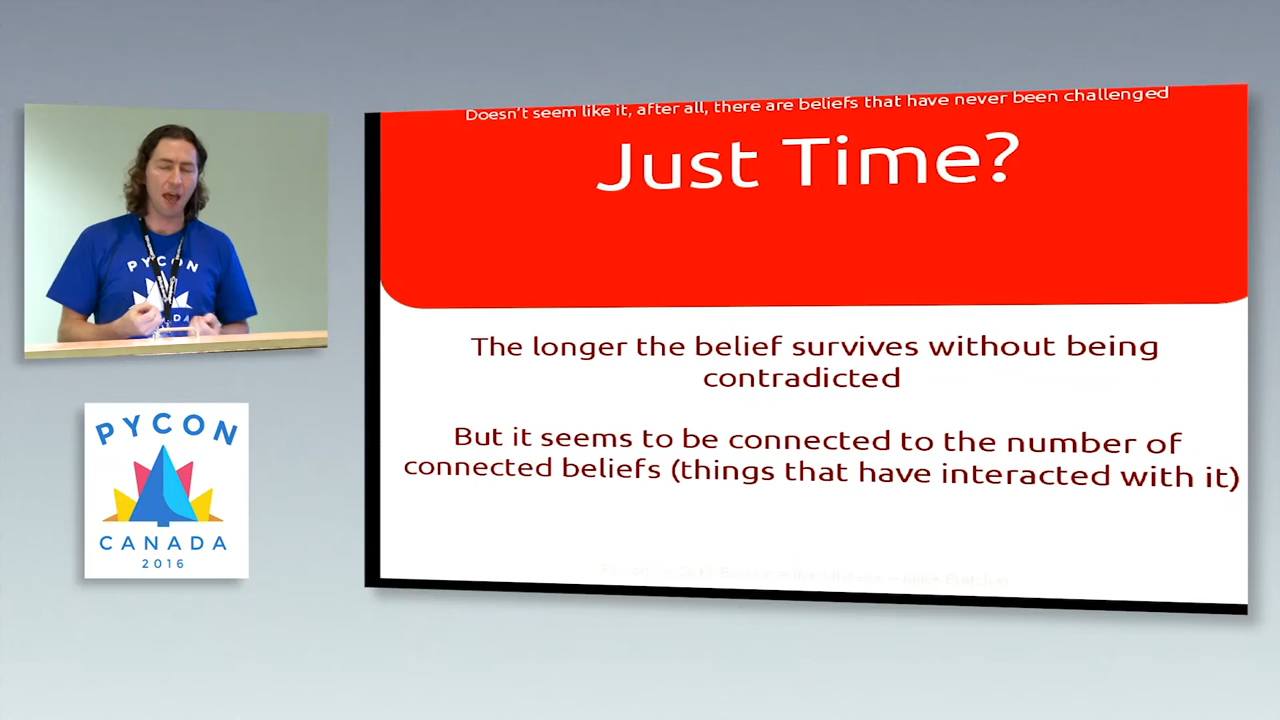 Doesn't seem like it, after all, there are beliefs that have never been challenged
Just Time?
The longer the belief survives without being
contradicted
But it seems to be connected to the number of
connected beliefs (things that have interacted with it)
PYCON
DA
PYCON
CANADA
2016